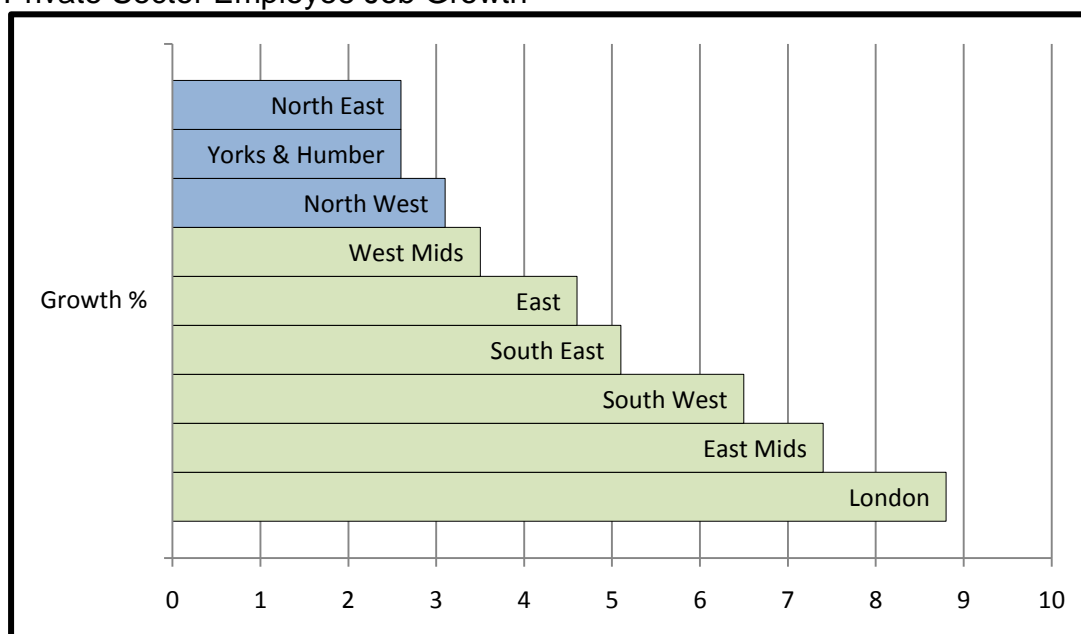 Private Sector Employee Job Growth
North East
Yorks & Humber
North West
West Mids
East
Growth %
South East
South West
East Mids
London
0 1 2 3 4 5 6 7 8 9 10